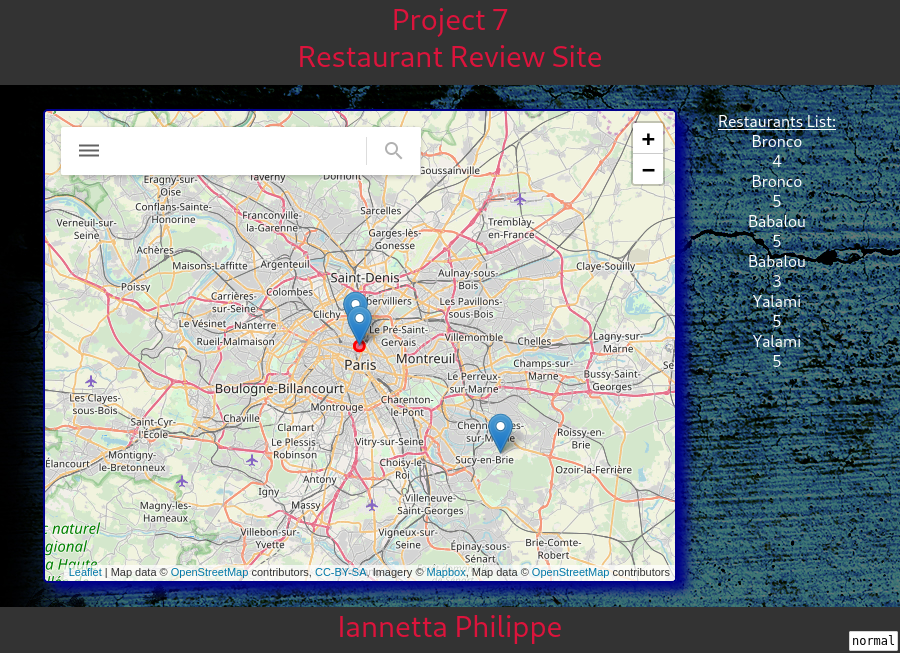 Project 7
Restaurant Review Site
Restaurants List:
Bronco
4
Bronco
5
Babalou
5
Babalou
3
Yalami
5
Yalami
5
+
−
Taverny
Domont
Goussainville
Éragny-sur-
Oise
Conflans-Sainte-
Honorine
Verneuil-sur-
Seine
Franconville-
la-Garenne
Sarcelles
Garges-lès-
Gonesse
Tremblay-
en-France
Achères
Maisons-Laffitte
Argenteuil
Saint-Denis
Aulnay-sous-
Bois
Claye-Souilly
Poissy
Carrières-
sur-Seine
Colombes
Clichy
bervilliers
Les Pavillons-
sous-Bois
Le Vésinet
Nanterre
Rueil-Malmaison
Le Pré-Saint-
Gervais
Villemomble
Chelles
Lagny-sur-
Marne
Paris
Montreuil
Champs-sur-
Marne
Bussy-Saint-
Georges
Se
Le Perreux-
sur-Marne
Boulogne-Billancourt
Les Clayes-
sous-Bois
Montrouge
Charenton-
le-Pont
Saint-Cyr-
l'École
Chaville
Clamart
Le Plessis-
Robinson
Vitry-sur-Seine
Chenne
es-
sur-M
ne
Sucy-en-Brie
Roissy-en-
Brie
Ozoir-la-Ferrière
Élancourt
Montigny-
le-Bretonneux
Choisy-le-
Roi
Antony
Igny
Massy
Villeneuve-
Saint-Georges
Magny-les-
Hameaux
Villebon-sur-
Yvette
Vigneux-sur-
Seine
Épinay-sous-
Sénart
Brie-Comte-
Robert
naturel
gional
a Haute
Leaflet | Map data © OpenStreetMap contributors, CC-BY-SA, Imagery © Mapbox, Map data © OpenStreetMap contributors
Iannetta Philippe
normal